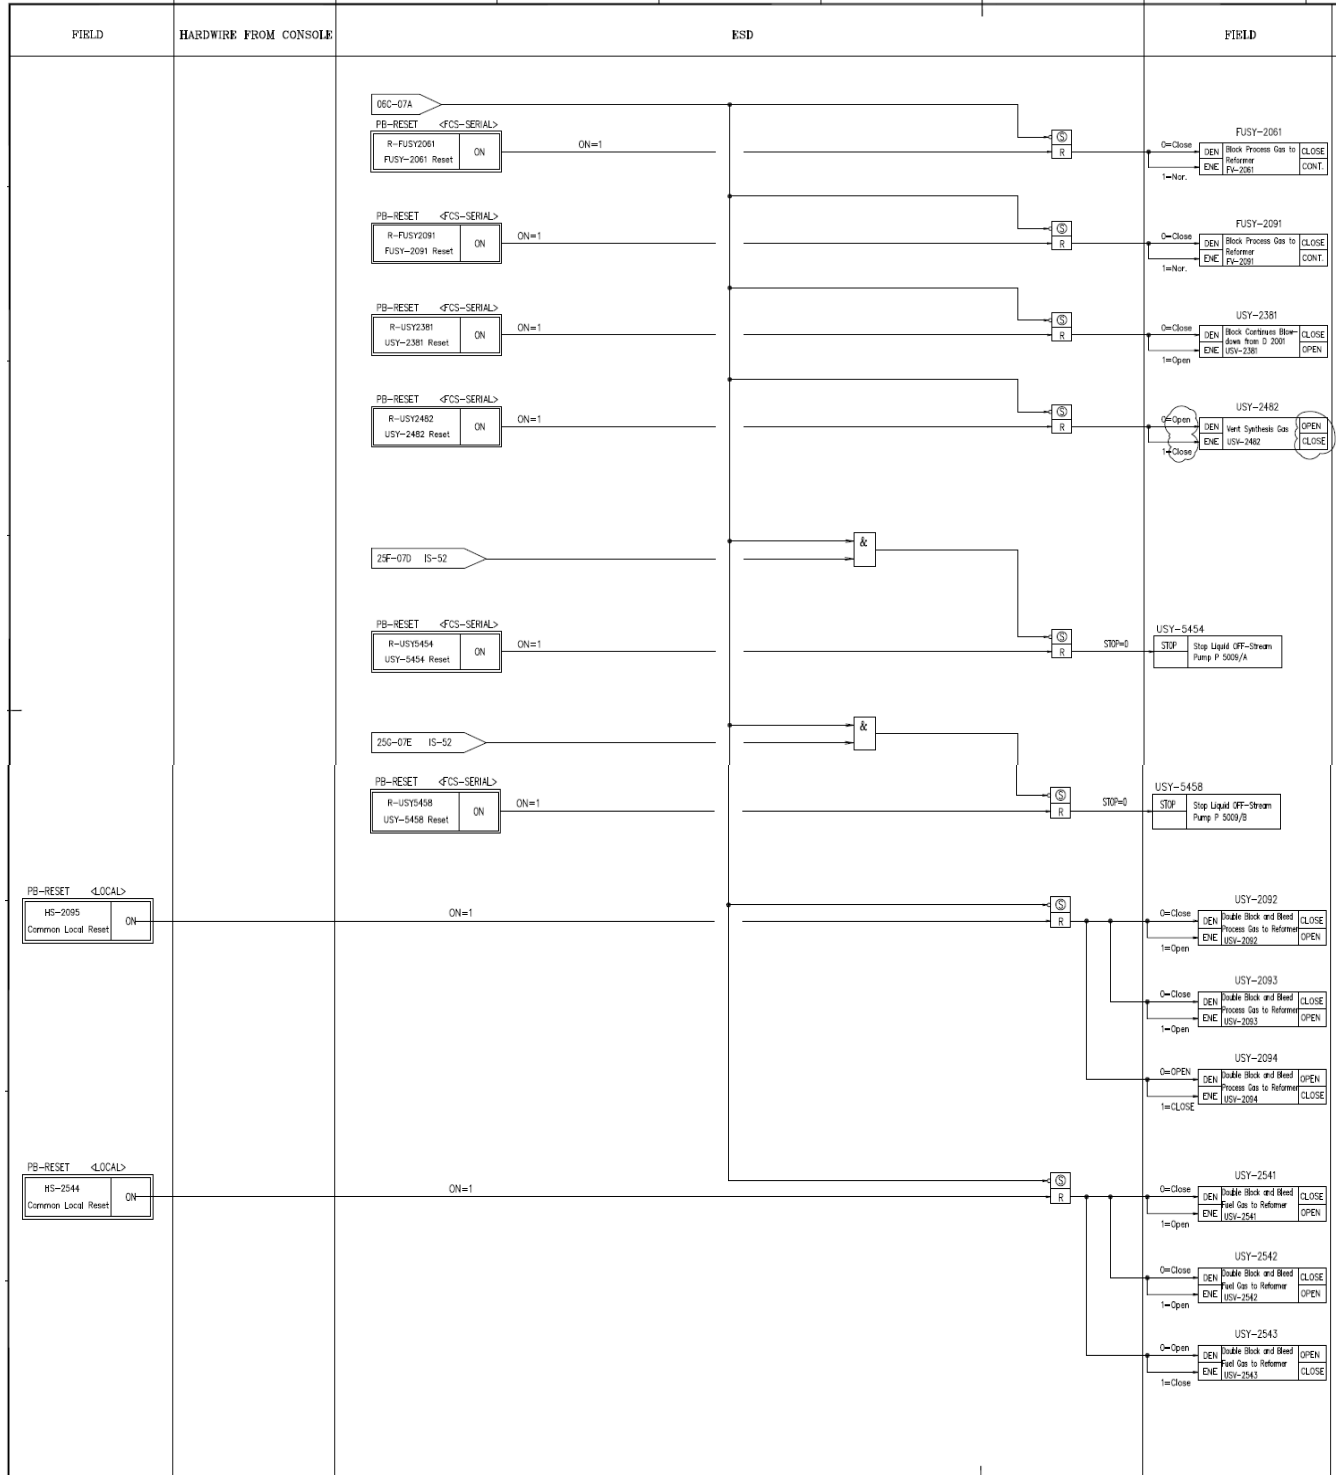 FIELD
HARDWIRE FROM CONSOLE
ESD
FIELD
06C-07A
PB-RESET <FCS-SERIAL>
R-FUSY2061
FUSY-2061 Reset
ON
ON=1
S
R
FUSY-2061
0=Close
DEN
ENE
Block Process Gas to
Reformer
FV-2061
CLOSE
CONT.
1=Nor.
PB-RESET <FCS-SERIAL>
R-FUSY2091
FUSY-2091 Reset
ON
ON=1
S
R
FUSY-2091
0=Close
DEN
ENE
Block Process Gas to
Reformer
FV-2091
CLOSE
CONT.
1=Nor.
PB-RESET <FCS-SERIAL>
R-USY2381
USY-2381 Reset
ON
ON=1
S
R
USY-2381
0=Close
DEN
ENE
Block Continues Blow-
down from D 2001
USV-2381
CLOSE
OPEN
1=Open
PB-RESET <FCS-SERIAL>
R-USY2482
USY-2482 Reset
ON
ON=1
S
R
USY-2482
0=Open
DEN
ENE
Vent Synthesis Gas
USV-2482
OPEN
CLOSE
1=Close
25F-07D IS-52
&
PB-RESET <FCS-SERIAL>
R-USY5454
USY-5454 Reset
ON
ON=1
S
R
STOP=0
USY-5454
STOP
Stop Liquid OFF-Stream
Pump P 5009/A
25G-07E IS-52
&
PB-RESET <FCS-SERIAL>
R-USY5458
USY-5458 Reset
ON
ON=1
S
R
STOP=0
USY-5458
STOP
Stop Liquid OFF-Stream
Pump P 5009/B
PB-RESET <LOCAL>
HS-2095
Common Local Reset
ON
ON=1
S
R
USY-2092
0=Close
DEN
ENE
Double Block and Bleed
Process Gas to Reformer
USV-2092
CLOSE
OPEN
1=Open
USY-2093
0=Close
DEN
ENE
Double Block and Bleed
Process Gas to Reformer
USV-2093
CLOSE
OPEN
1=Open
USY-2094
0=OPEN
DEN
ENE
Double Block and Bleed
Process Gas to Reformer
USV-2094
OPEN
CLOSE
1=CLOSE
PB-RESET <LOCAL>
HS-2544
Common Local Reset
ON
ON=1
S
R
USY-2541
0=Close
DEN
ENE
Double Block and Bleed
Fuel Gas to Reformer
USV-2541
CLOSE
OPEN
1=Open
USY-2542
0=Close
DEN
ENE
Double Block and Bleed
Fuel Gas to Reformer
USV-2542
CLOSE
OPEN
1=Open
USY-2543
0=Open
DEN
ENE
Double Block and Bleed
Fuel Gas to Reformer
USV-2543
OPEN
CLOSE
1=Close